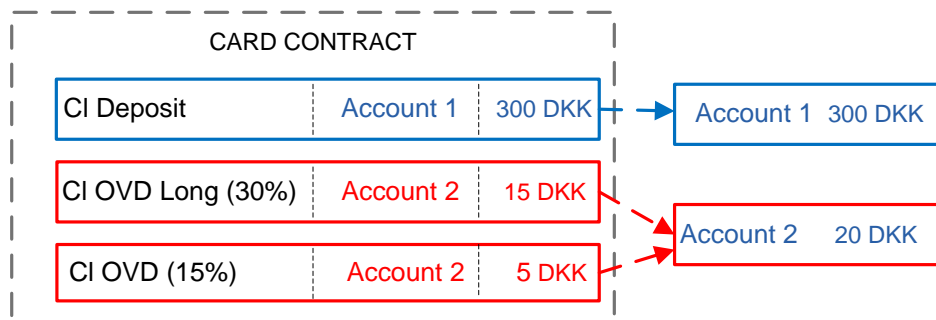 CARD CONTRACT
Cl Deposit Account 1 300 DKK
Account 1 300 DKK
Cl OVD Long (30%) Account 2 15 DKK
Account 2 20 DKK
Cl OVD (15%) Account 2 5 DKK